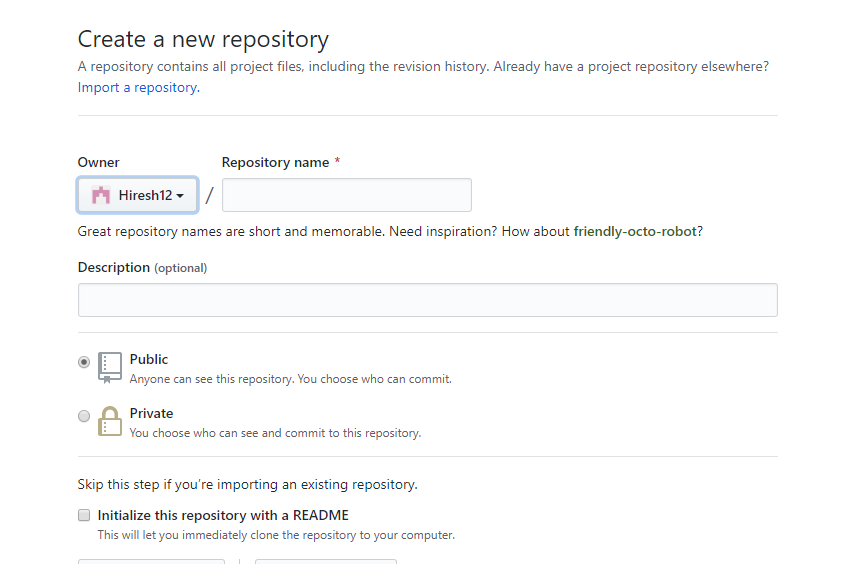 Create a new repository
A repository contains all project files, including the revision history. Already have a project repository elsewhere?
Import a repository.
Owner
Repository name *
Hiresh12 /
Great repository names are short and memorable. Need inspiration? How about friendly-octo-robot?
Description (optional)
Public
Anyone can see this repository. You choose who can commit.
Private
You choose who can see and commit to this repository.
Skip this step if you’re importing an existing repository.
Initialize this repository with a README
This will let you immediately clone the repository to your computer.